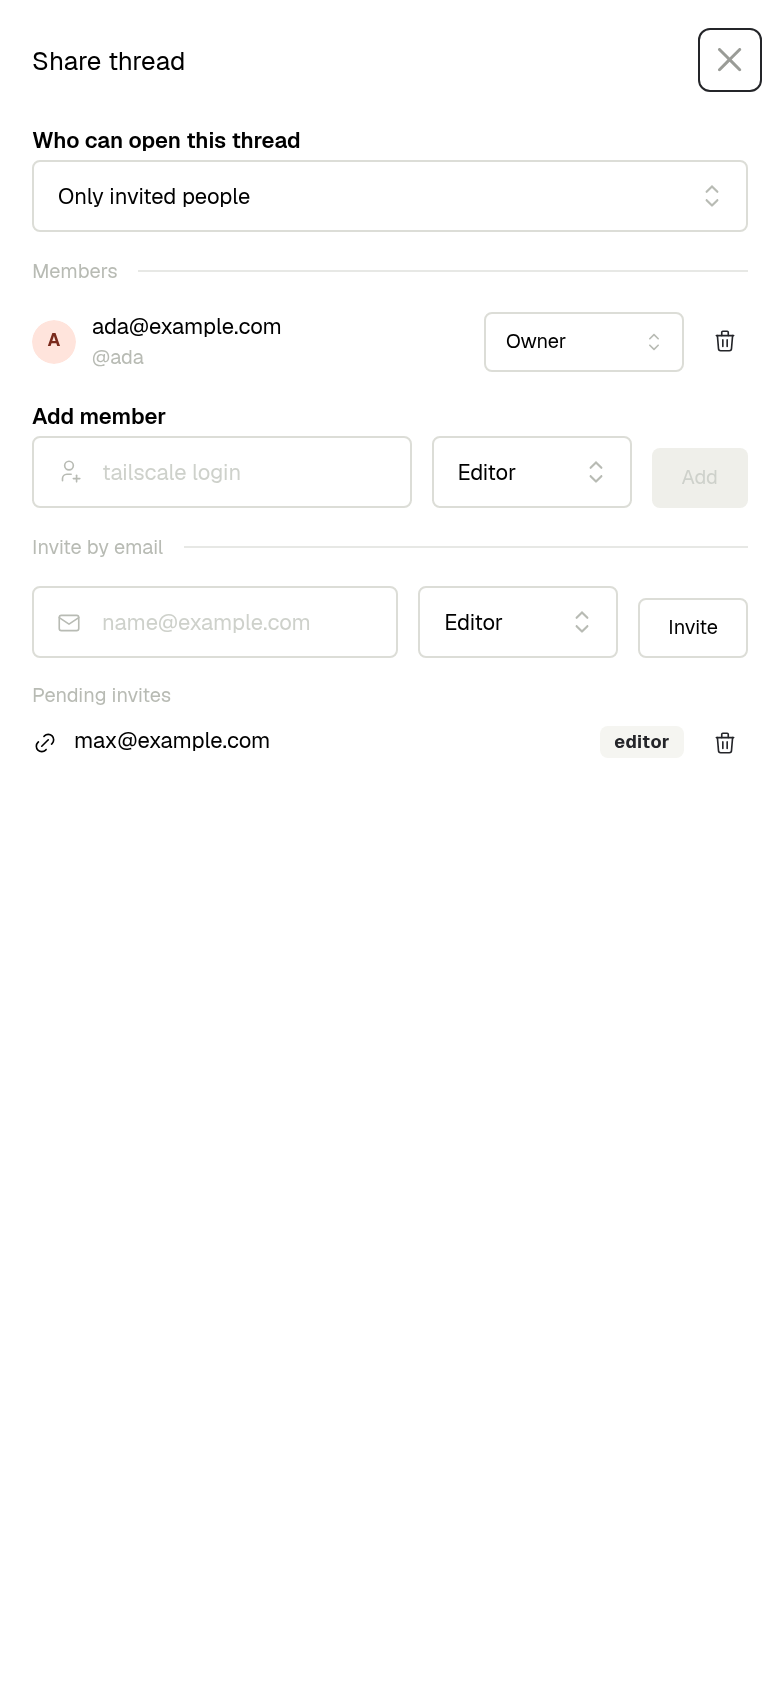 Share thread
Who can open this thread
Only invited people
Members
A
ada@example.com
Owner
@ada
Add member
tailscale login
Editor
Add
Invite by email
name@example.com
Editor
Invite
Pending invites
max@example.com
editor